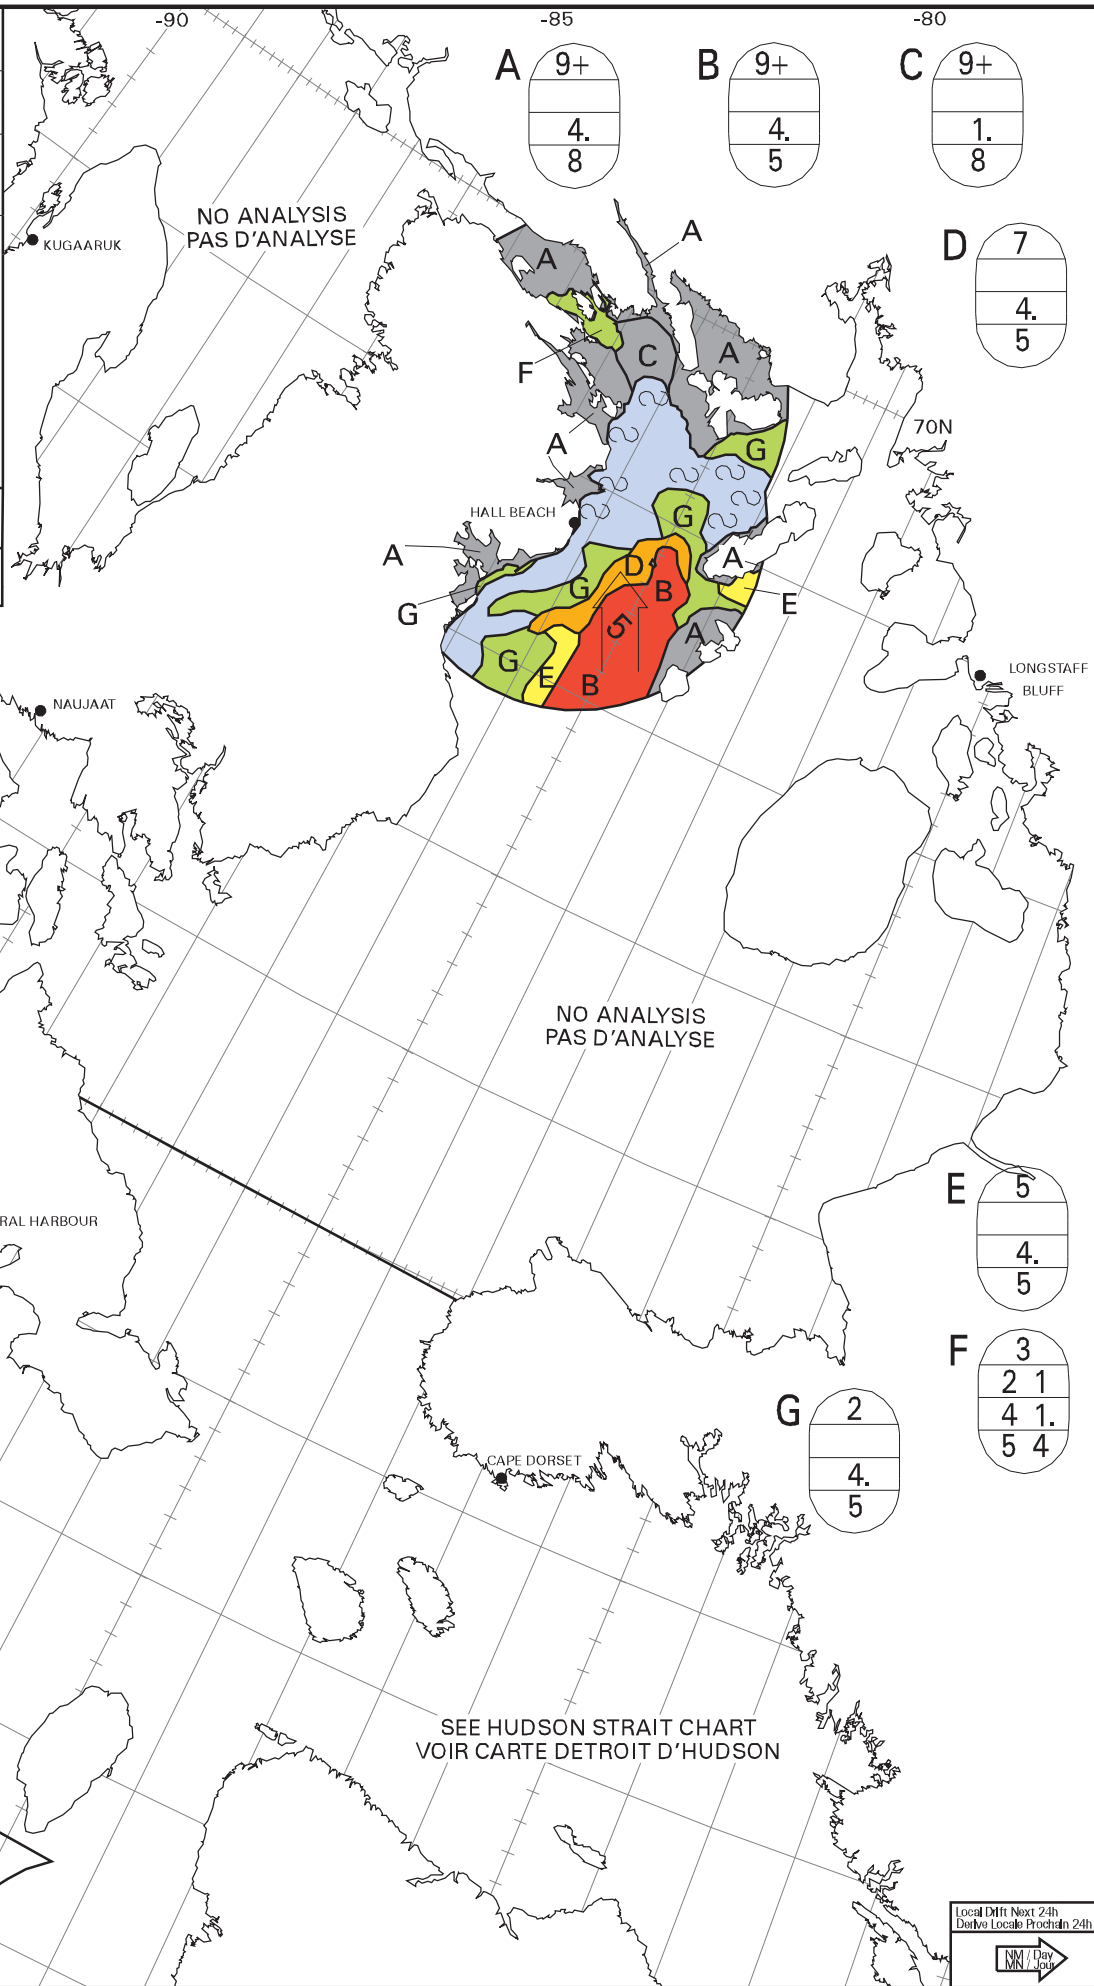 -90
-85
-80
A
9+
4.
8
B
9+
4.
5
C
9+
1.
8
D
7
4.
5
NO ANALYSIS
PAS D'ANALYSE
KUGAARUK
A
A
F
C
A
A
70N
G
HALL BEACH
G
A
A
D
B
G
E
G
5
A
G
E
B
LONGSTAFF
BLUFF
NAUJAAT
NO ANALYSIS
PAS D'ANALYSE
RAL HARBOUR
E
5
4.
5
F
3
2 1
4 1.
5 4
G
2
4.
5
CAPE DORSET
SEE HUDSON STRAIT CHART
VOIR CARTE DETROIT D'HUDSON
Local Drift Next 24h
Derive Locale Prochain 24h
NM / Day
MN / Jour